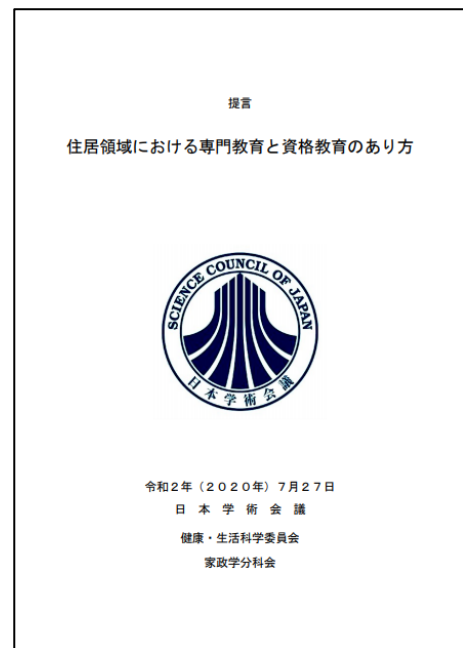 提言
住居領域における専門教育と資格教育のあり方
SCIENCE COUNCIL OF JAPAN
日本学術会議
令和2年（2020年）7月27日
日 本 学 術 会 議
健康・生活科学委員会
家政学分科会